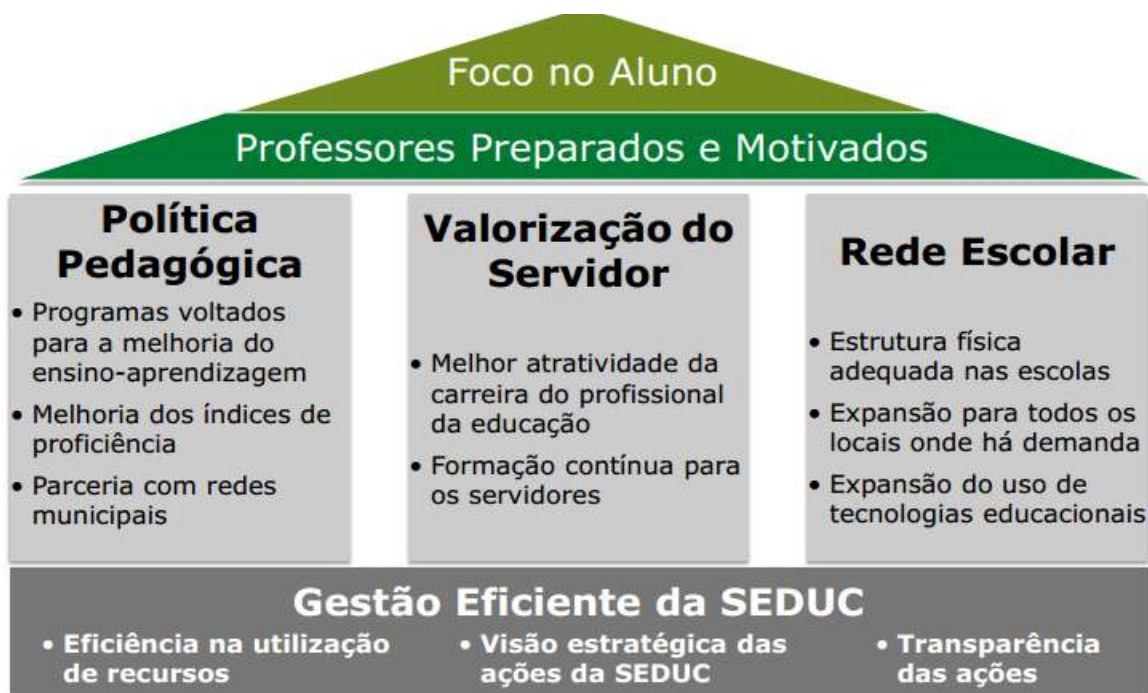 Foco no Aluno
Professores Preparados e Motivados
Política
Pedagógica
• Programas voltados
para a melhoria do
ensino-aprendizagem
• Melhoria dos índices de
proficiência
• Parceria com redes
municipais
Valorização do
Servidor
• Melhor atratividade da
carreira do profissional
da educação
• Formação contínua para
os servidores
Rede Escolar
• Estrutura física
adequada nas escolas
• Expansão para todos os
locais onde há demanda
• Expansão do uso de
tecnologias educacionais
Gestão Eficiente da SEDUC
• Eficiência na utilização
de recursos
• Visão estratégica das
ações da SEDUC
• Transparência
das ações